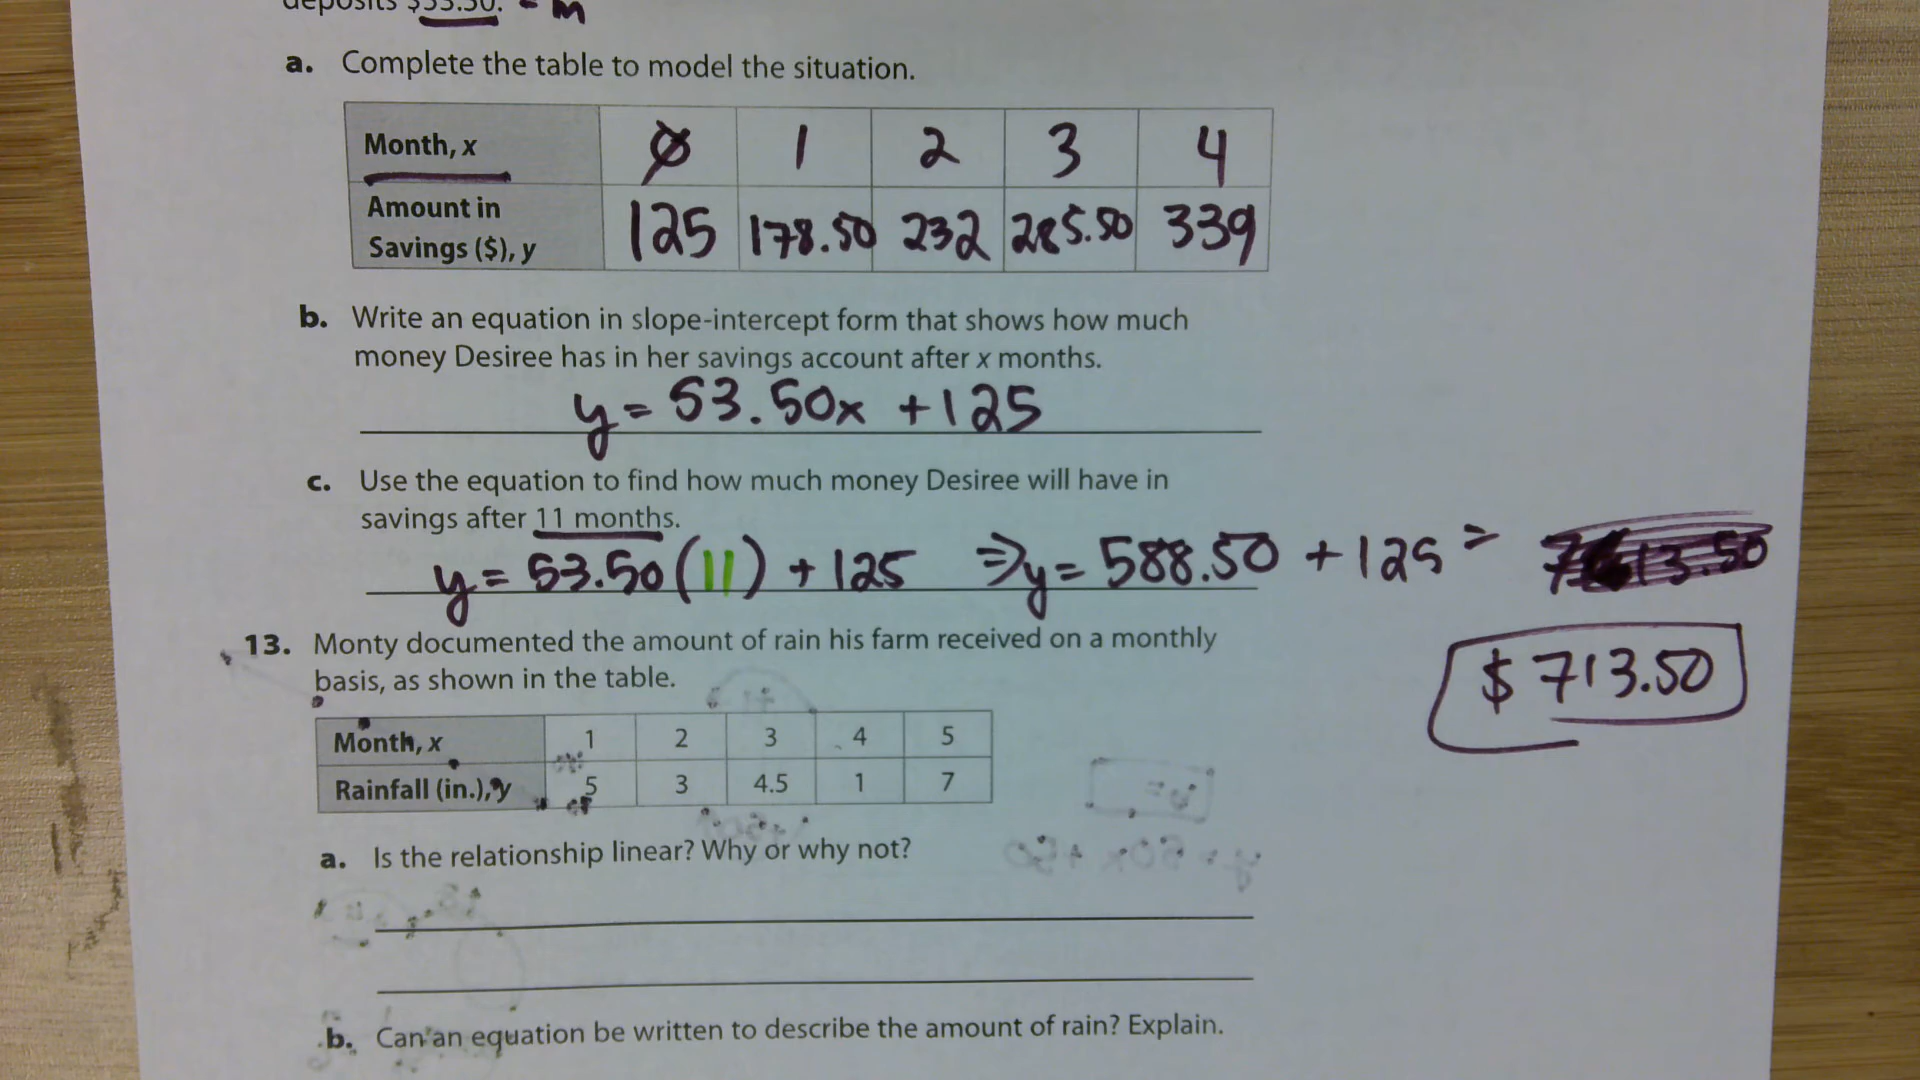 deposits $53.50. = m
a. Complete the table to model the situation.
Month, x 0 1 2 3 4
Amount in Savings ($), y 125 178.50 232 285.50 339
b. Write an equation in slope-intercept form that shows how much
money Desiree has in her savings account after x months.
y = 53.50x + 125
c. Use the equation to find how much money Desiree will have in
savings after 11 months.
y = 53.50(11) + 125 ⇒ y = 588.50 + 125 =
$713.50
13. Monty documented the amount of rain his farm received on a monthly
basis, as shown in the table.
Month, x 1 2 3 4 5
Rainfall (in.), y 5 3 4.5 1 7
a. Is the relationship linear? Why or why not?
b. Can an equation be written to describe the amount of rain? Explain.